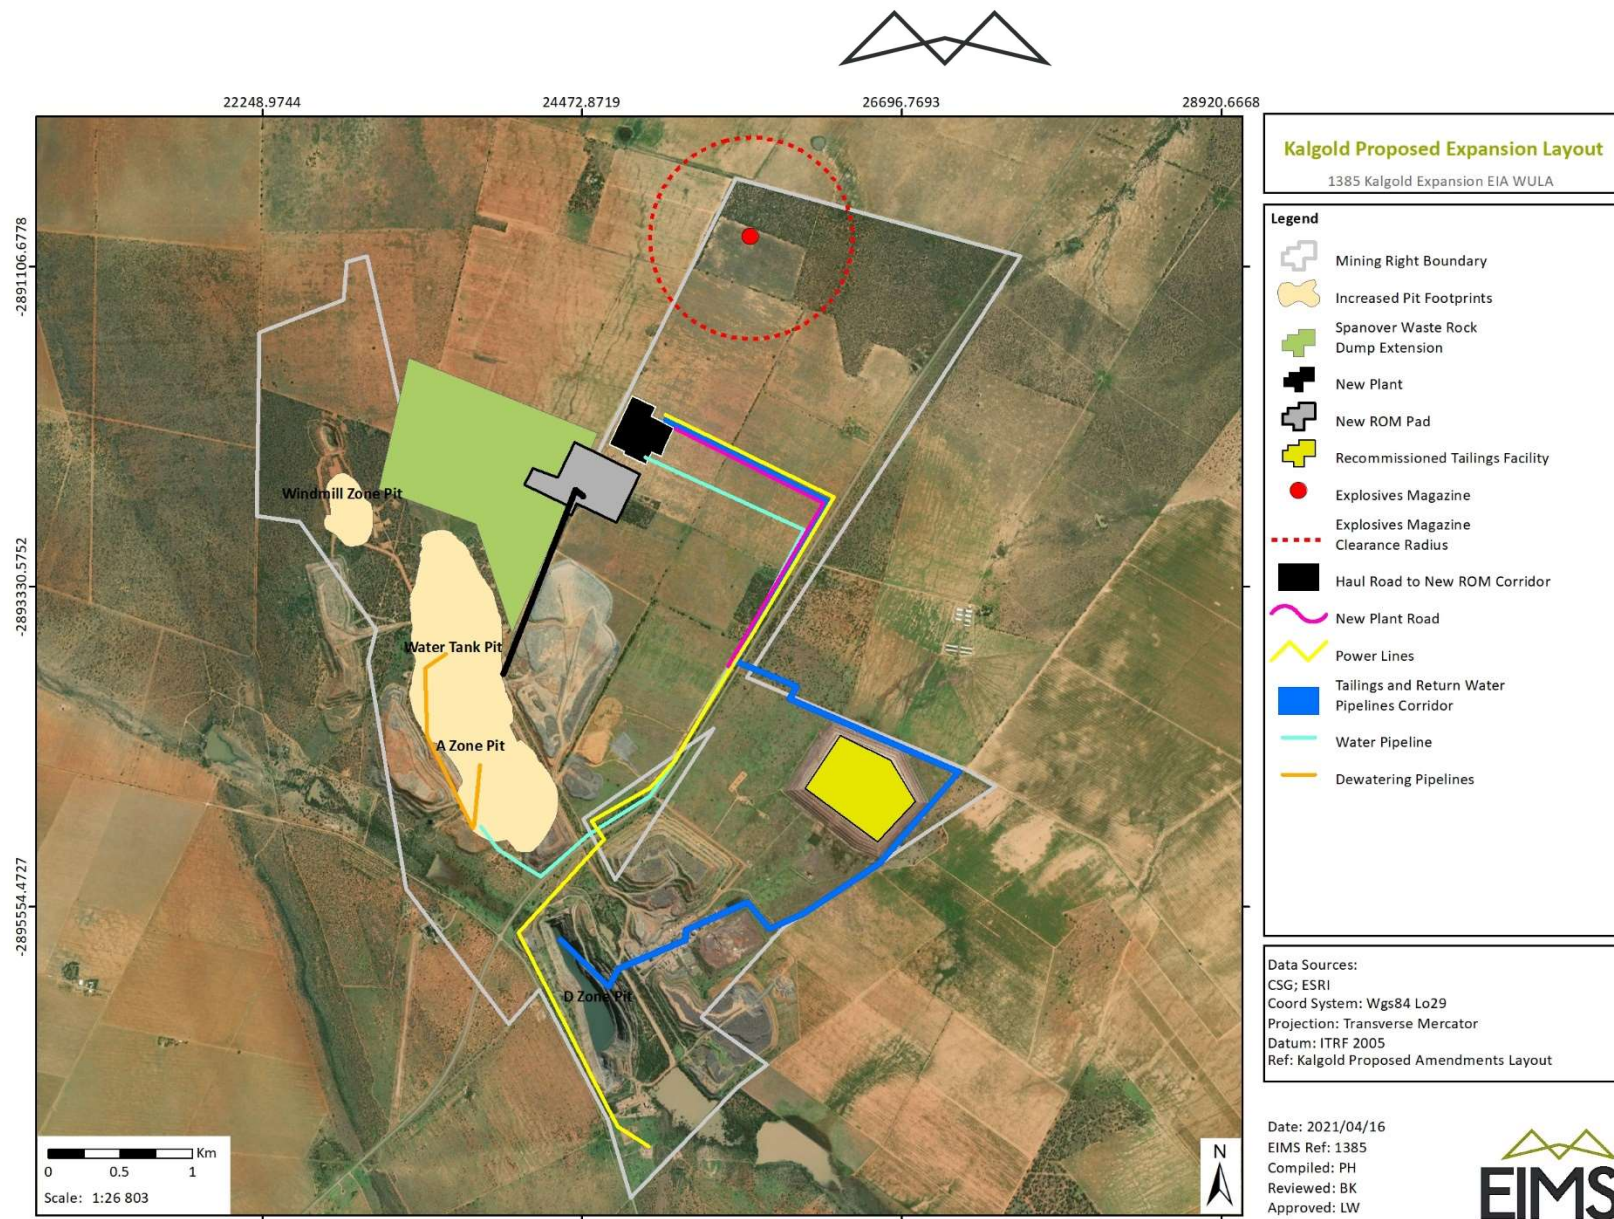 22248.9744
24472.8719
26696.7693
28920.6668
-2891106.6778
-2893330.5752
-2895554.4727
Windmill Zone Pit
Water Tank Pit
A Zone Pit
D Zone Pit
Km
0 0.5 1
Scale: 1:26 803
N
Kalgold Proposed Expansion Layout
1385 Kalgold Expansion EIA WULA
Legend
Mining Right Boundary
Increased Pit Footprints
Spanover Waste Rock
Dump Extension
New Plant
New ROM Pad
Recommissioned Tailings Facility
Explosives Magazine
Explosives Magazine
Clearance Radius
Haul Road to New ROM Corridor
New Plant Road
Power Lines
Tailings and Return Water
Pipelines Corridor
Water Pipeline
Dewatering Pipelines
Data Sources:
CSG; ESRI
Coord System: Wgs84 Lo29
Projection: Transverse Mercator
Datum: ITRF 2005
Ref: Kalgold Proposed Amendments Layout
Date: 2021/04/16
EIMS Ref: 1385
Compiled: PH
Reviewed: BK
Approved: LW
EIMS